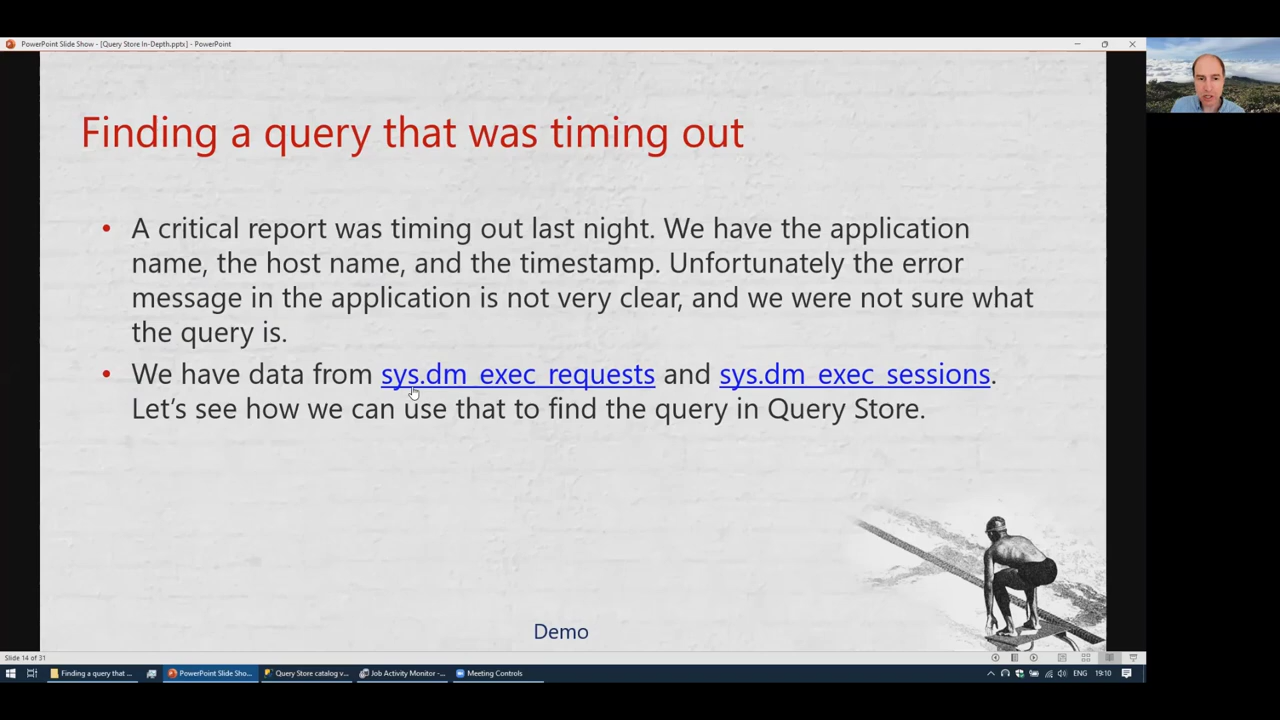 PowerPoint Slide Show - [Query Store In-Depth.pptx] - PowerPoint
Finding a query that was timing out
• A critical report was timing out last night. We have the application
name, the host name, and the timestamp. Unfortunately the error
message in the application is not very clear, and we were not sure what
the query is.
• We have data from sys.dm_exec_requests and sys.dm_exec_sessions.
Let’s see how we can use that to find the query in Query Store.
Demo
Slide 14 of 31
Finding a query that ...
PowerPoint Slide Sho...
Query Store catalog v...
Job Activity Monitor -...
Meeting Controls
ENG
19:10